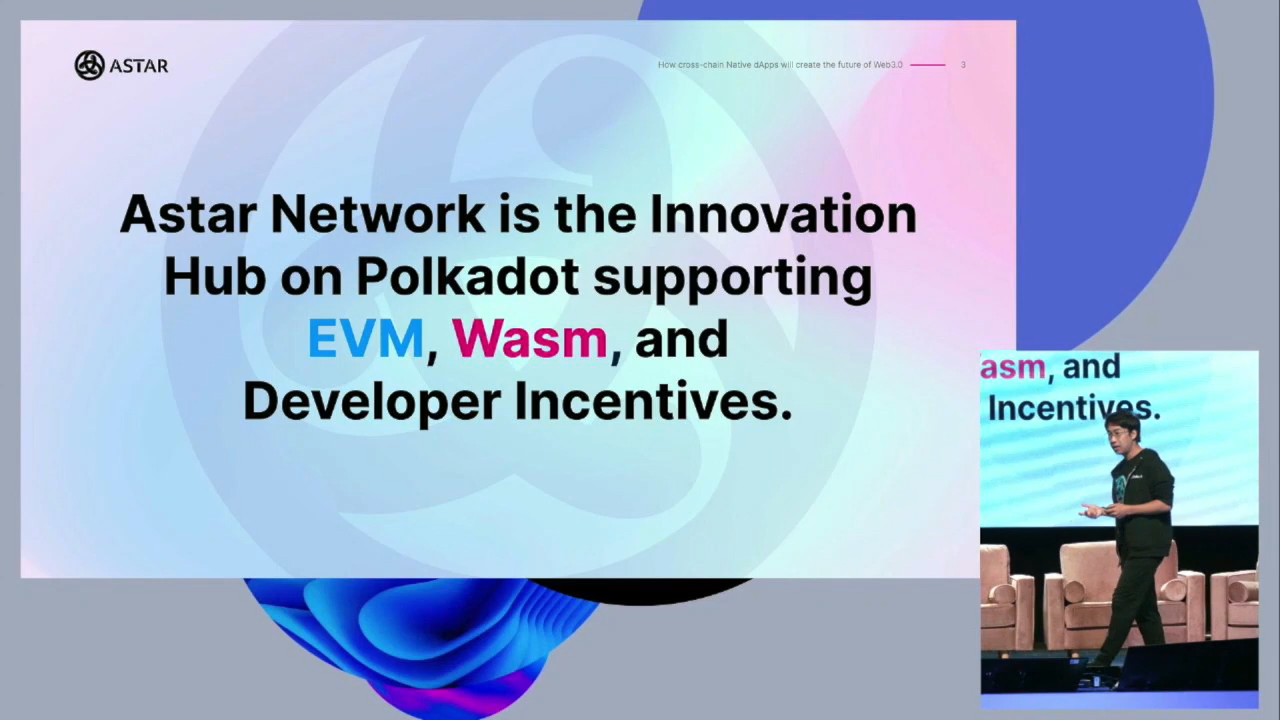 ASTAR
How cross-chain Native dApps will create the future of Web3.0 3
Astar Network is the Innovation
Hub on Polkadot supporting
EVM, Wasm, and
Developer Incentives.
asm, and
Incentives.